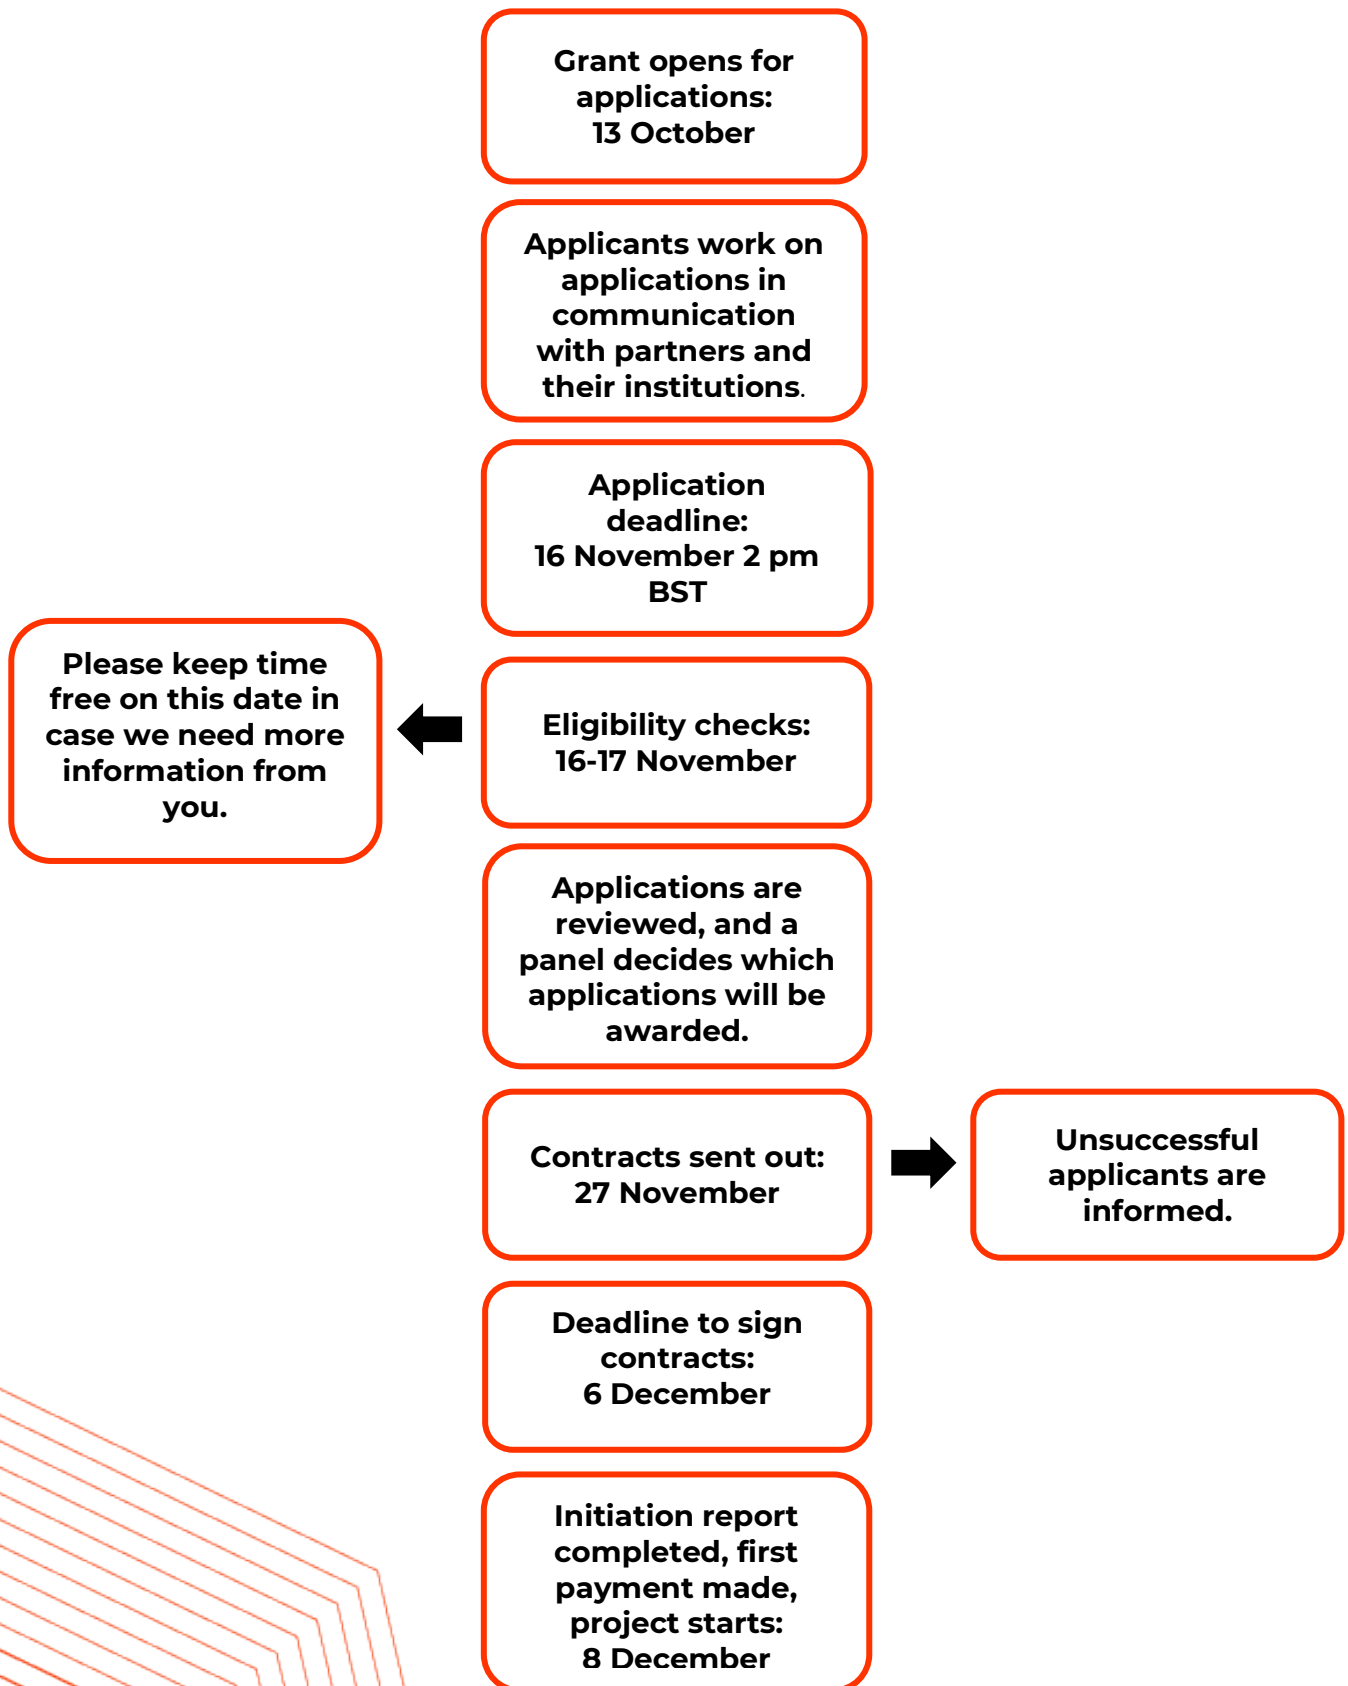 Grant opens for
applications:
13 October
Applicants work on
applications in
communication
with partners and
their institutions.
Application
deadline:
16 November 2 pm
BST
Please keep time
free on this date in
case we need more
information from
you.
Eligibility checks:
16-17 November
Applications are
reviewed, and a
panel decides which
applications will be
awarded.
Contracts sent out:
27 November
Unsuccessful
applicants are
informed.
Deadline to sign
contracts:
6 December
Initiation report
completed, first
payment made,
project starts:
8 December